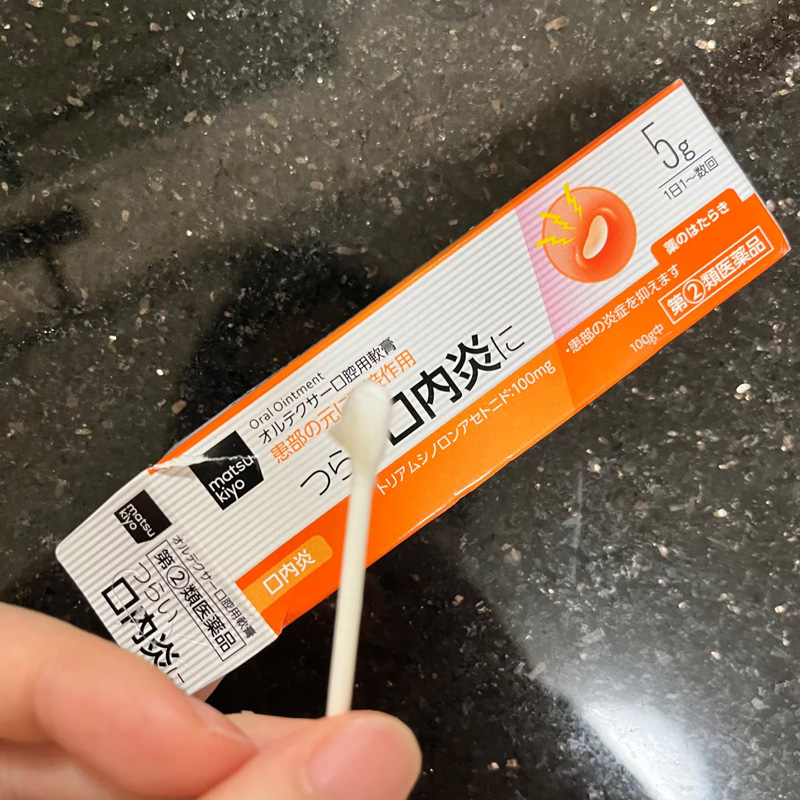 5g
1日1～数回
薬のはたらき
・患部の炎症を抑えます
第②類医薬品
Oral Ointment
オルテクサー口腔用軟膏
患部の元に 作用
つら 口内炎に
100g中
トリアムシノロンアセトニド:100mg
口内炎
matsu
kiyo
matsu
kiyo
オルテクサー口腔用軟膏
第②類医薬品
つらい
口内炎に